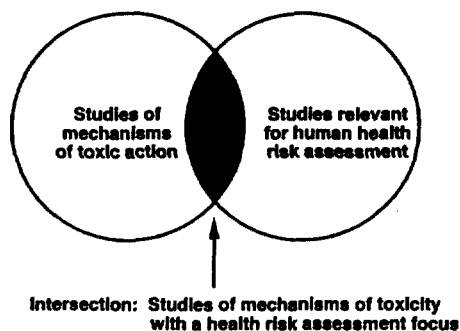 Studies of
mechanisms
of toxic action
Studies relevant
for human health
risk assessment
Intersection: Studies of mechanisms of toxicity
with a health risk assessment focus